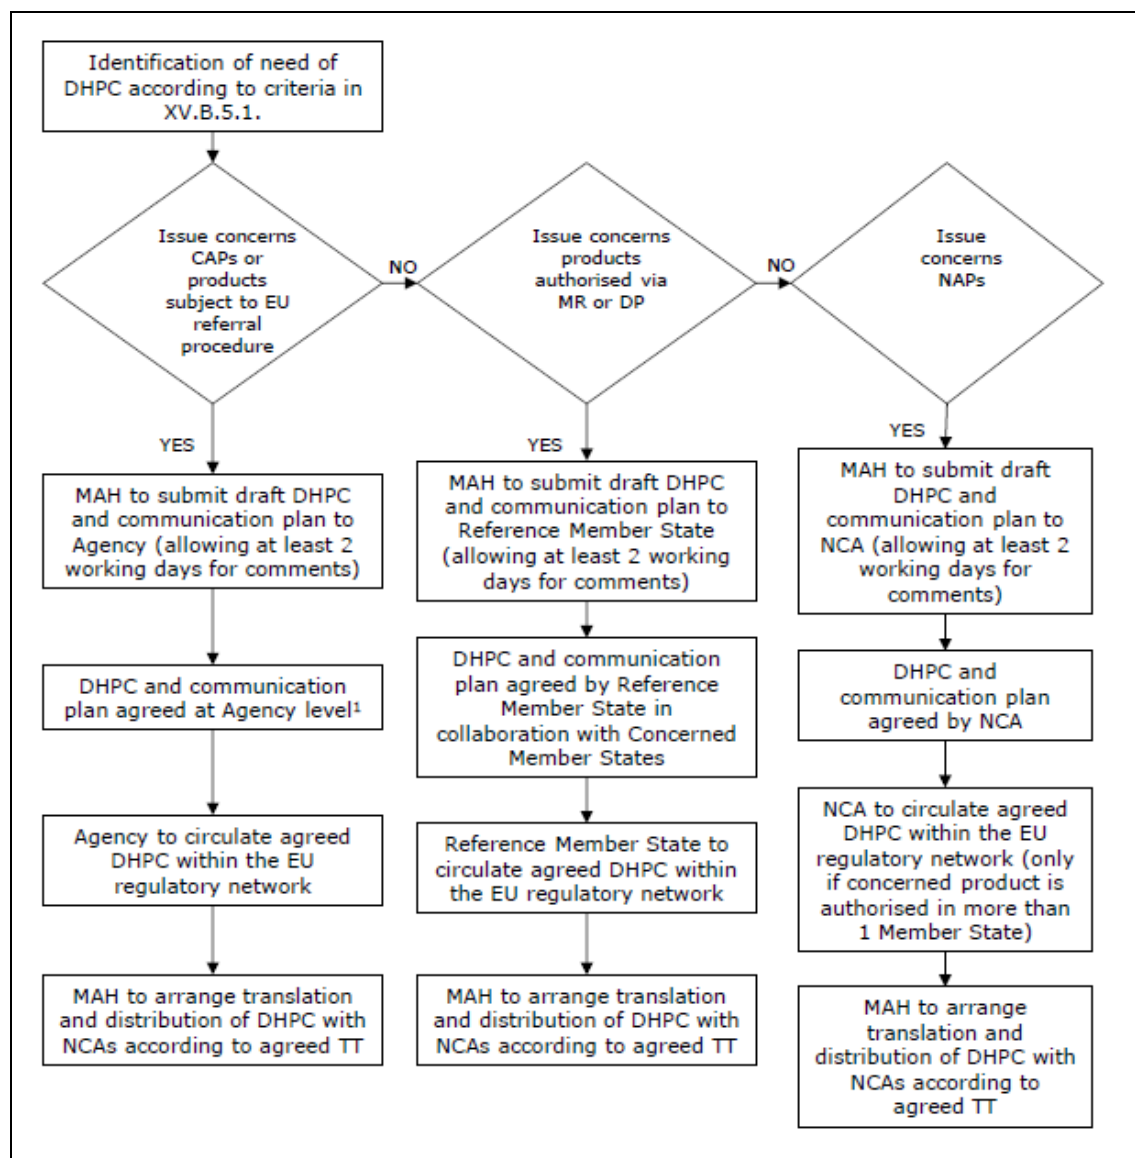 Identification of need of
DHPC according to criteria in
XV.B.5.1.
Issue concerns
CAPs or
products
subject to EU
referral
procedure
NO
Issue concerns
products
authorised via
MR or DP
NO
Issue
concerns
NAPs
YES
YES
YES
MAH to submit draft DHPC
and communication plan to
Agency (allowing at least 2
working days for comments)
MAH to submit draft DHPC
and communication plan to
Reference Member State
(allowing at least 2 working
days for comments)
MAH to submit draft
DHPC and
communication plan to
NCA (allowing at least 2
working days for
comments)
DHPC and communication
plan agreed at Agency level¹
DHPC and communication
plan agreed by Reference
Member State in
collaboration with Concerned
Member States
DHPC and
communication plan
agreed by NCA
Agency to circulate agreed
DHPC within the EU
regulatory network
Reference Member State to
circulate agreed DHPC within
the EU regulatory network
NCA to circulate agreed
DHPC within the EU
regulatory network (only
if concerned product is
authorised in more than
1 Member State)
MAH to arrange translation
and distribution of DHPC with
NCAs according to agreed TT
MAH to arrange translation
and distribution of DHPC with
NCAs according to agreed TT
MAH to arrange
translation and
distribution of DHPC with
NCAs according to
agreed TT